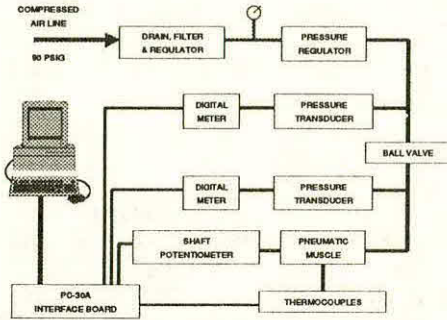 COMPRESSED
AIR LINE
90 PSIG
DRAIN, FILTER
& REGULATOR
PRESSURE
REGULATOR
DIGITAL
METER
PRESSURE
TRANSDUCER
BALL VALVE
DIGITAL
METER
PRESSURE
TRANSDUCER
SHAFT
POTENTIOMETER
PNEUMATIC
MUSCLE
PC-30A
INTERFACE BOARD
THERMOCOUPLES